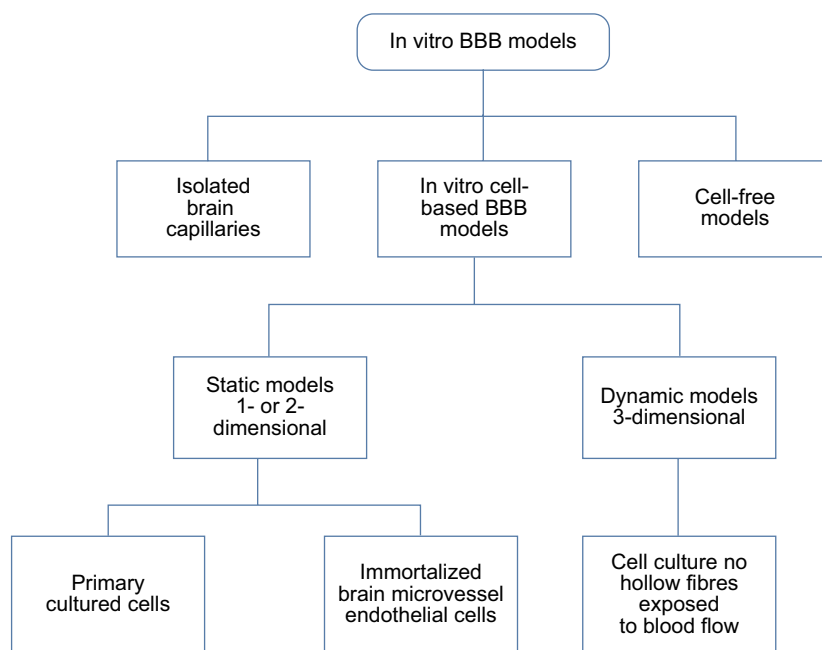 In vitro BBB models
Isolated
brain
capillaries
In vitro cell-
based BBB
models
Cell-free
models
Static models
1- or 2-
dimensional
Dynamic models
3-dimensional
Primary
cultured cells
Immortalized
brain microvessel
endothelial cells
Cell culture no
hollow fibres
exposed
to blood flow